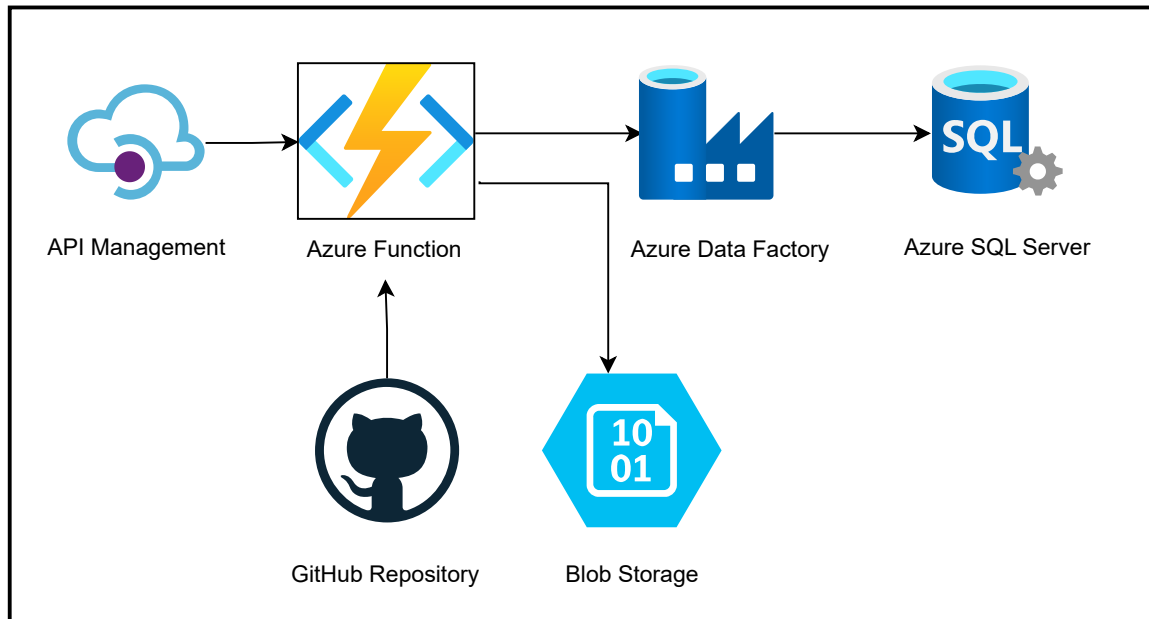 SQL
API Management
Azure Function
Azure Data Factory
Azure SQL Server
10
01
GitHub Repository
Blob Storage